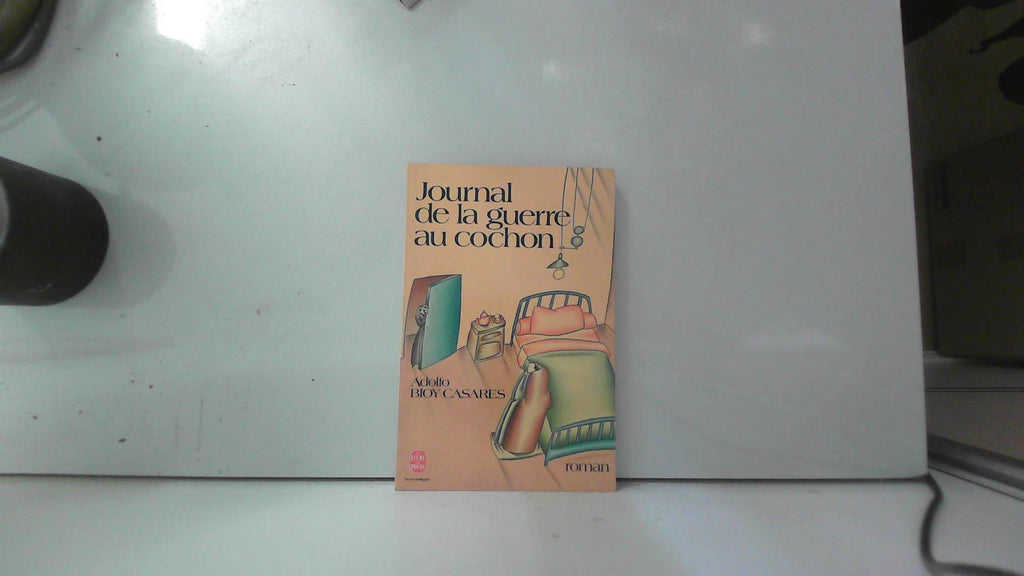 Journal
de la guerre
au cochon
Adolfo
BIOY CASARES
roman